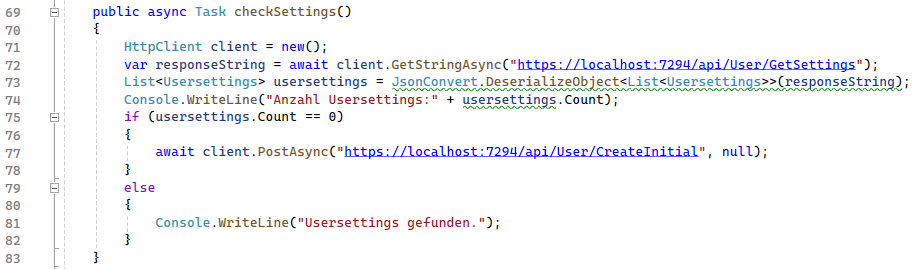 69 public async Task checkSettings()
70 {
71 HttpClient client = new();
72 var responseString = await client.GetStringAsync("https://localhost:7294/api/User/GetSettings");
73 List<Usersettings> usersettings = JsonConvert.DeserializeObject<List<Usersettings>>(responseString);
74 Console.WriteLine("Anzahl Usersettings:" + usersettings.Count);
75 if (usersettings.Count == 0)
76 {
77 await client.PostAsync("https://localhost:7294/api/User/CreateInitial", null);
78 }
79 else
80 {
81 Console.WriteLine("Usersettings gefunden.");
82 }
83 }